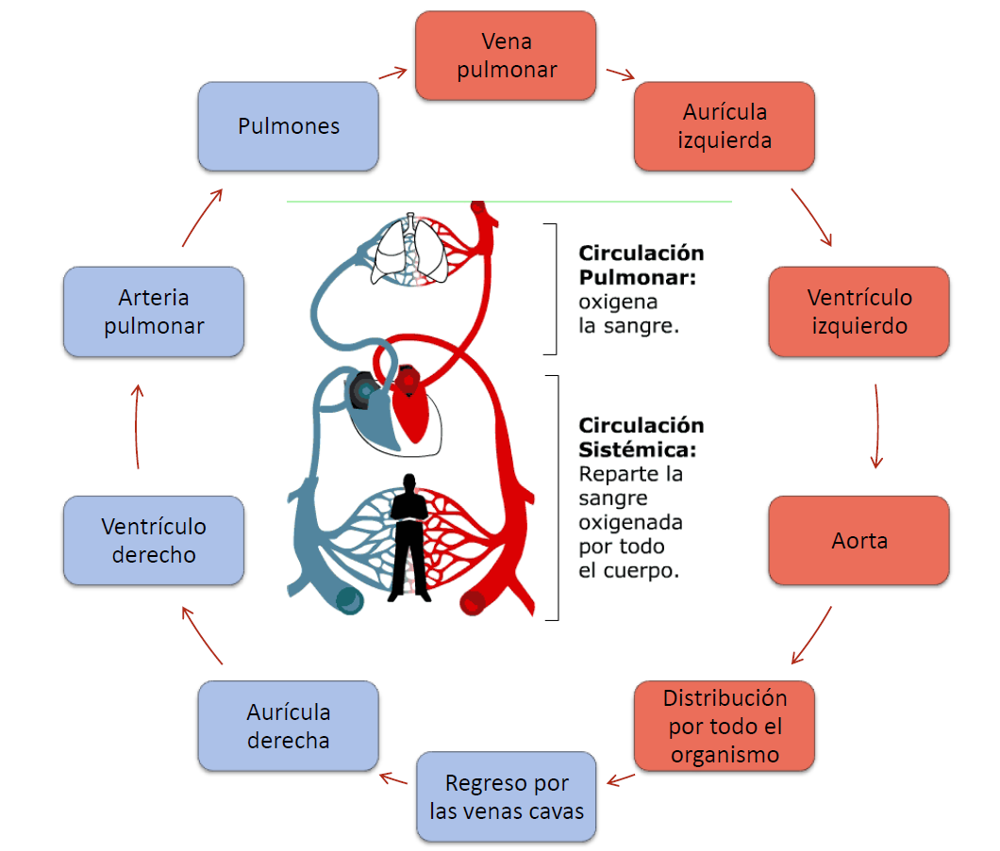 Vena
pulmonar
Pulmones
Aurícula
izquierda
Circulación
Pulmonar:
oxigena
la sangre.
Arteria
pulmonar
Ventrículo
izquierdo
Circulación
Sistémica:
Reparte la
sangre
oxigenada
por todo
el cuerpo.
Ventrículo
derecho
Aorta
Aurícula
derecha
Distribución
por todo el
organismo
Regreso por
las venas cavas